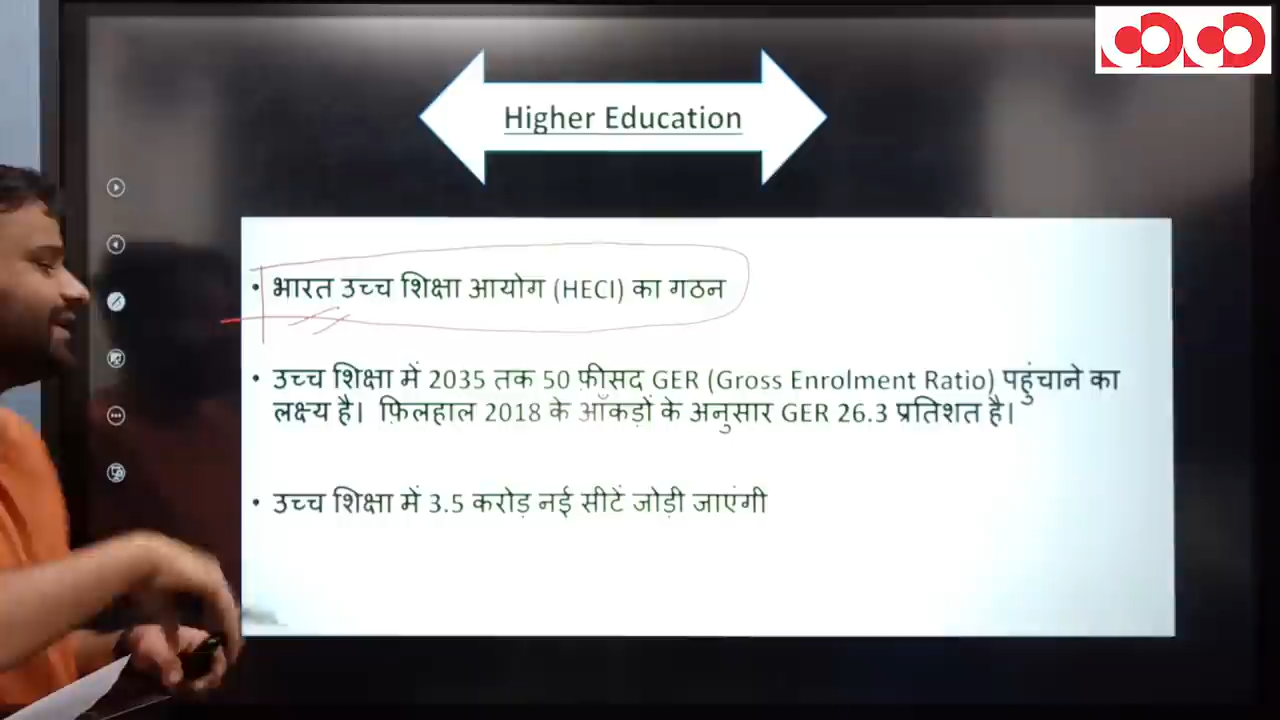 Higher Education
• भारत उच्च शिक्षा आयोग (HECI) का गठन
• उच्च शिक्षा में 2035 तक 50 फ़ीसद GER (Gross Enrolment Ratio) पहुंचाने का
लक्ष्य है। फ़िलहाल 2018 के आँकड़ों के अनुसार GER 26.3 प्रतिशत है।
• उच्च शिक्षा में 3.5 करोड़ नई सीटें जोड़ी जाएंगी